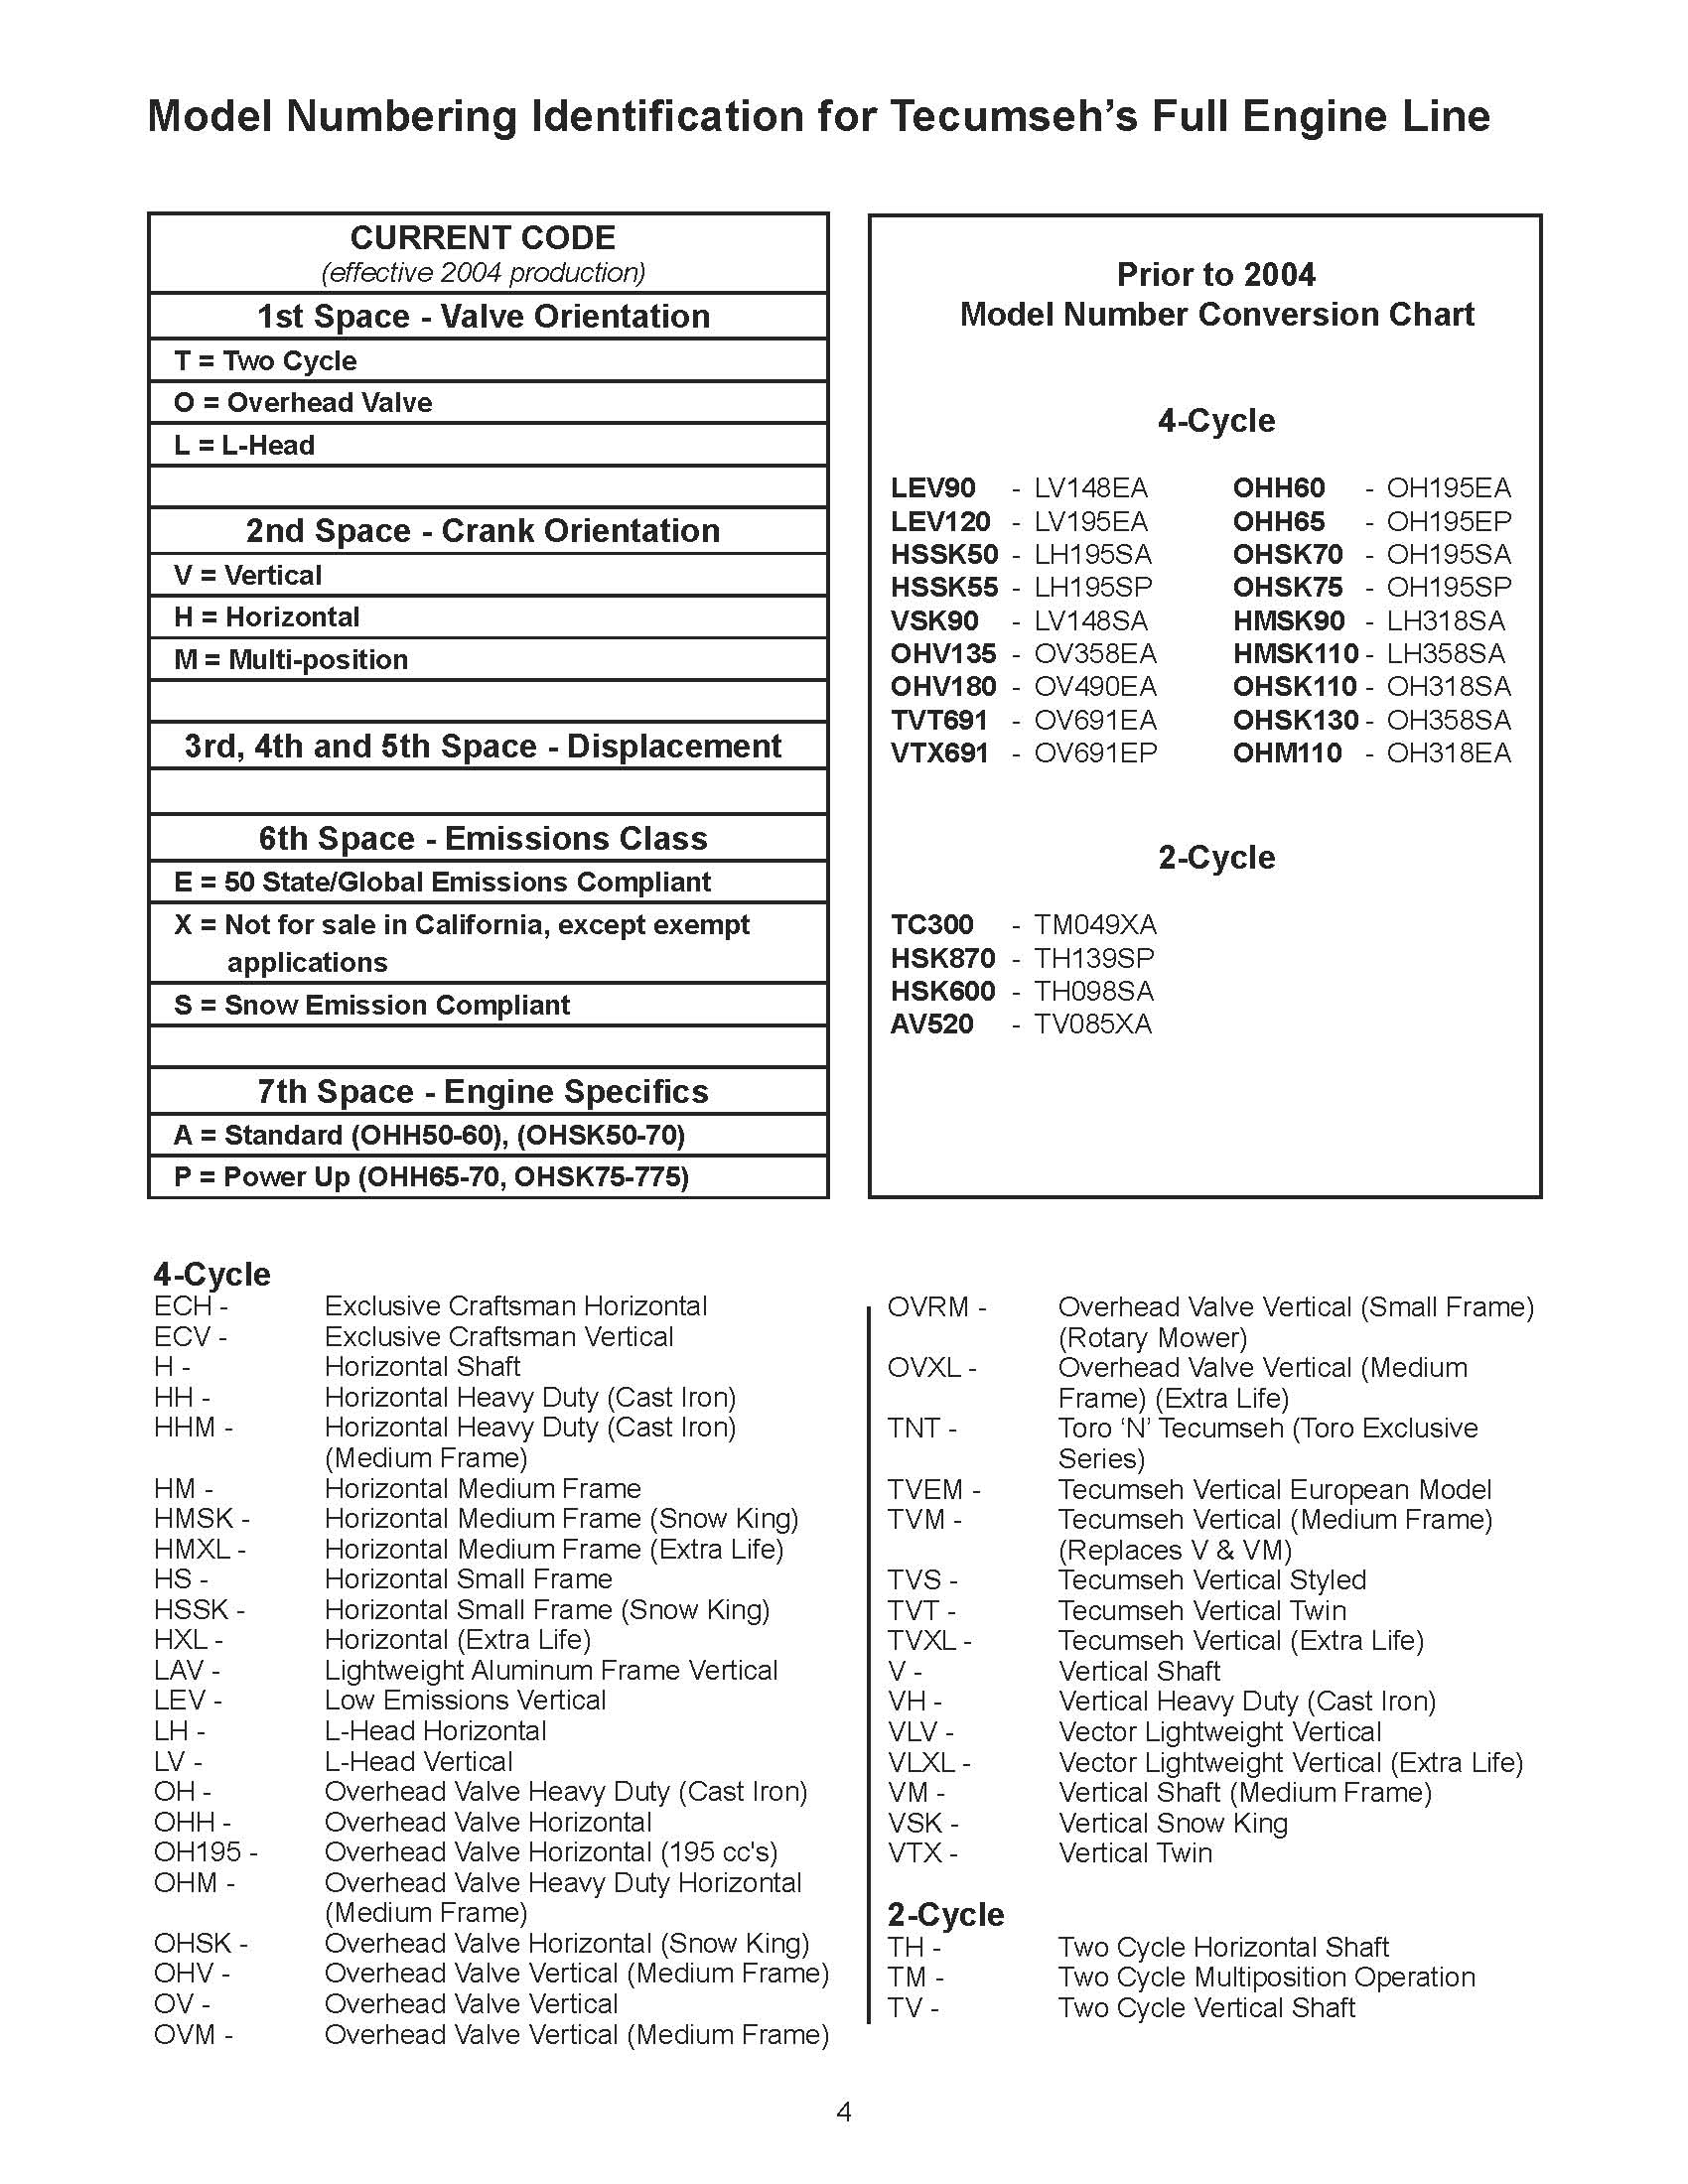 Model Numbering Identification for Tecumseh's Full Engine Line
CURRENT CODE
(effective 2004 production)
1st Space - Valve Orientation
T = Two Cycle
O = Overhead Valve
L = L-Head
2nd Space - Crank Orientation
V = Vertical
H = Horizontal
M = Multi-position
3rd, 4th and 5th Space - Displacement
6th Space - Emissions Class
E = 50 State/Global Emissions Compliant
X = Not for sale in California, except exempt
applications
S = Snow Emission Compliant
7th Space - Engine Specifics
A = Standard (OHH50-60), (OHSK50-70)
P = Power Up (OHH65-70, OHSK75-775)
Prior to 2004
Model Number Conversion Chart
4-Cycle
LEV90 - LV148EA OHH60 - OH195EA
LEV120 - LV195EA OHH65 - OH195EP
HSSK50 - LH195SA OHSK70 - OH195SA
HSSK55 - LH195SP OHSK75 - OH195SP
VSK90 - LV148SA HMSK90 - LH318SA
OHV135 - OV358EA HMSK110 - LH358SA
OHV180 - OV490EA OHSK110 - OH318SA
TVT691 - OV691EA OHSK130 - OH358SA
VTX691 - OV691EP OHM110 - OH318EA
2-Cycle
TC300 - TM049XA
HSK870 - TH139SP
HSK600 - TH098SA
AV520 - TV085XA
4-Cycle
ECH - Exclusive Craftsman Horizontal
ECV - Exclusive Craftsman Vertical
H - Horizontal Shaft
HH - Horizontal Heavy Duty (Cast Iron)
HHM - Horizontal Heavy Duty (Cast Iron)
(Medium Frame)
HM - Horizontal Medium Frame
HMSK - Horizontal Medium Frame (Snow King)
HMXL - Horizontal Medium Frame (Extra Life)
HS - Horizontal Small Frame
HSSK - Horizontal Small Frame (Snow King)
HXL - Horizontal (Extra Life)
LAV - Lightweight Aluminum Frame Vertical
LEV - Low Emissions Vertical
LH - L-Head Horizontal
LV - L-Head Vertical
OH - Overhead Valve Heavy Duty (Cast Iron)
OHH - Overhead Valve Horizontal
OH195 - Overhead Valve Horizontal (195 cc's)
OHM - Overhead Valve Heavy Duty Horizontal
(Medium Frame)
OHSK - Overhead Valve Horizontal (Snow King)
OHV - Overhead Valve Vertical (Medium Frame)
OV - Overhead Valve Vertical
OVM - Overhead Valve Vertical (Medium Frame)
OVRM - Overhead Valve Vertical (Small Frame)
(Rotary Mower)
OVXL - Overhead Valve Vertical (Medium
Frame) (Extra Life)
TNT - Toro 'N' Tecumseh (Toro Exclusive
Series)
TVEM - Tecumseh Vertical European Model
TVM - Tecumseh Vertical (Medium Frame)
(Replaces V & VM)
TVS - Tecumseh Vertical Styled
TVT - Tecumseh Vertical Twin
TVXL - Tecumseh Vertical (Extra Life)
V - Vertical Shaft
VH - Vertical Heavy Duty (Cast Iron)
VLV - Vector Lightweight Vertical
VLXL - Vector Lightweight Vertical (Extra Life)
VM - Vertical Shaft (Medium Frame)
VSK - Vertical Snow King
VTX - Vertical Twin
2-Cycle
TH - Two Cycle Horizontal Shaft
TM - Two Cycle Multiposition Operation
TV - Two Cycle Vertical Shaft
4